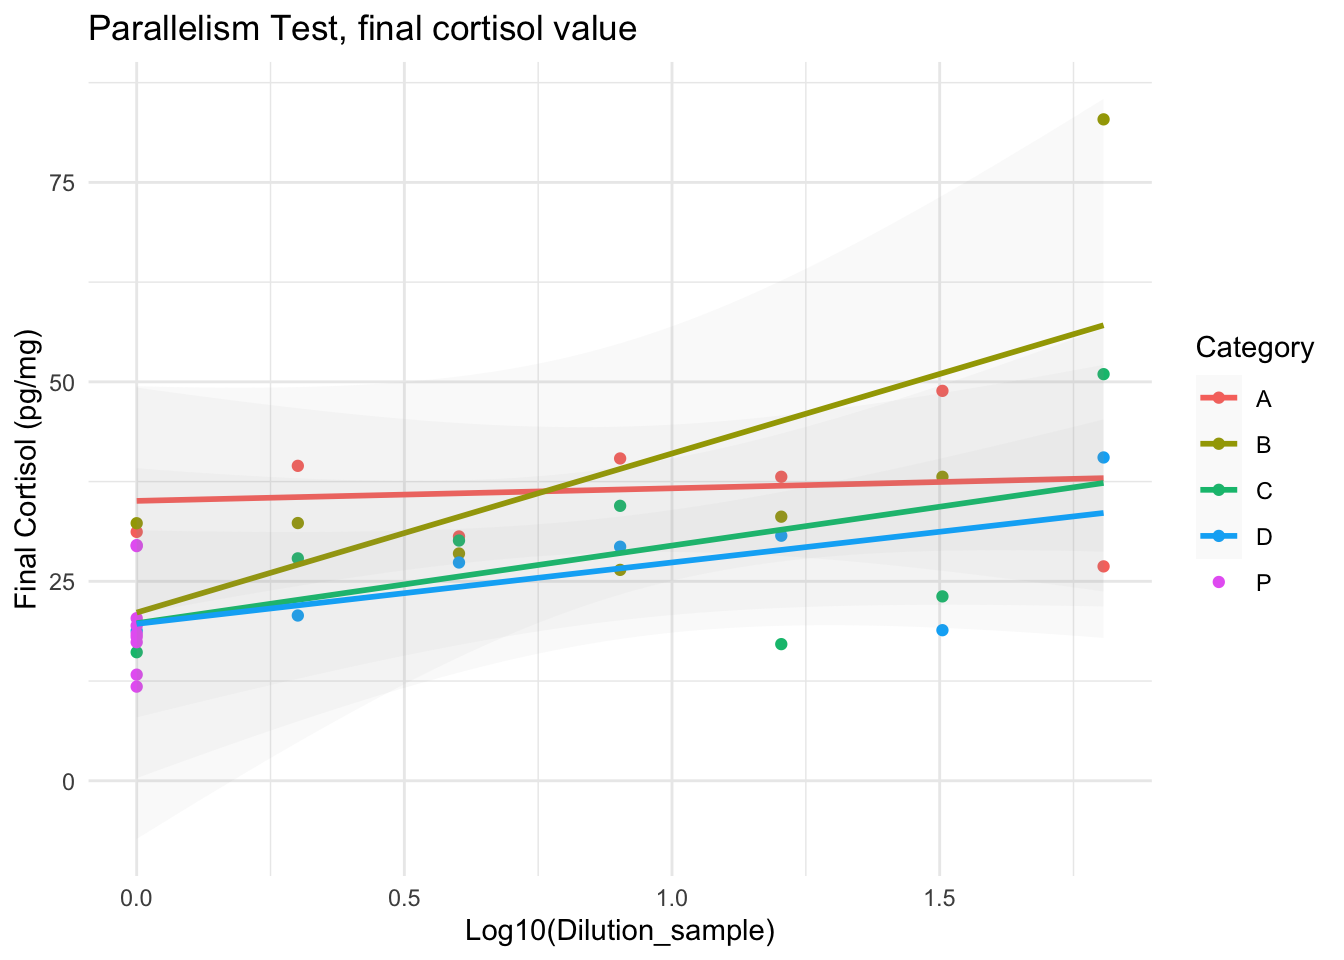 Parallelism Test, final cortisol value
Final Cortisol (pg/mg)
75
50
25
0
0.0 0.5 1.0 1.5
Log10(Dilution_sample)
Category
A
B
C
D
P